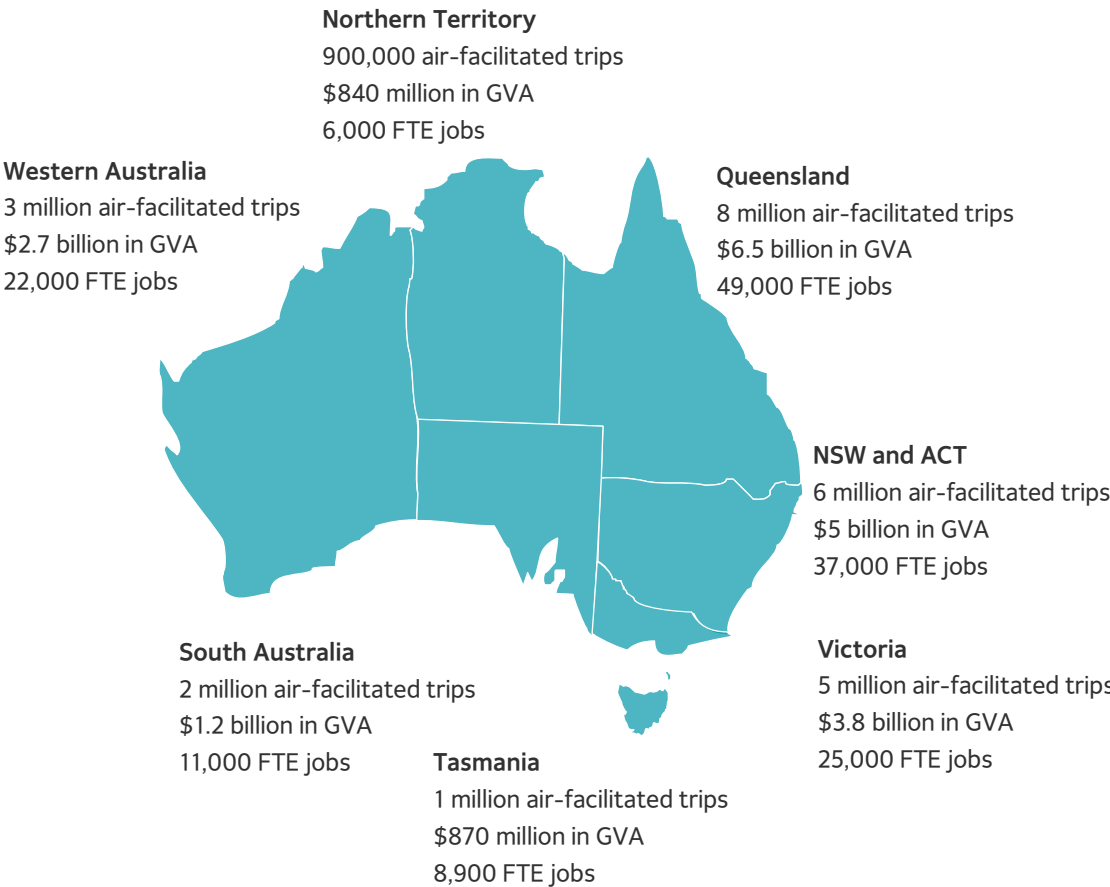 Northern Territory
900,000 air-facilitated trips
$840 million in GVA
6,000 FTE jobs
Western Australia
3 million air-facilitated trips
$2.7 billion in GVA
22,000 FTE jobs
Queensland
8 million air-facilitated trips
$6.5 billion in GVA
49,000 FTE jobs
NSW and ACT
6 million air-facilitated trips
$5 billion in GVA
37,000 FTE jobs
South Australia
2 million air-facilitated trips
$1.2 billion in GVA
11,000 FTE jobs
Victoria
5 million air-facilitated trips
$3.8 billion in GVA
25,000 FTE jobs
Tasmania
1 million air-facilitated trips
$870 million in GVA
8,900 FTE jobs